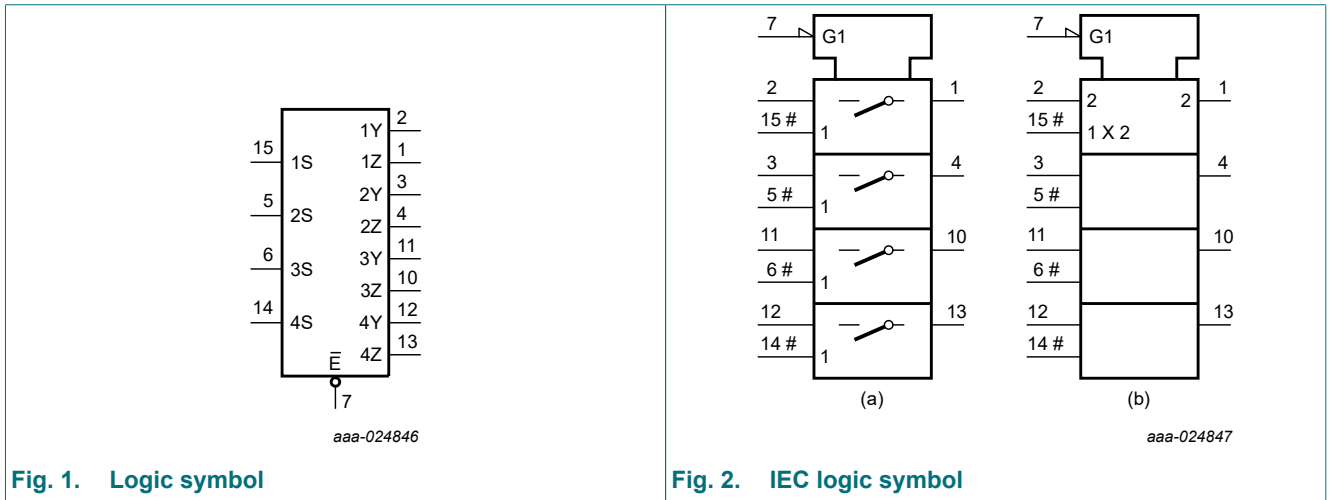 1Y 2
15 1S
1Z 1
2Y 3
5 2S
2Z 4
3Y 11
6 3S
3Z 10
14 4S
4Y 12
4Z 13
E̅
7
aaa-024846
Fig. 1. Logic symbol
7 G1
2 1
15 # 1
3 4
5 # 1
11 10
6 # 1
12 13
14 # 1
(a)
7 G1
2 2 2 1
15 # 1 X 2
3 4
5 #
11 10
6 #
12 13
14 #
(b)
aaa-024847
Fig. 2. IEC logic symbol